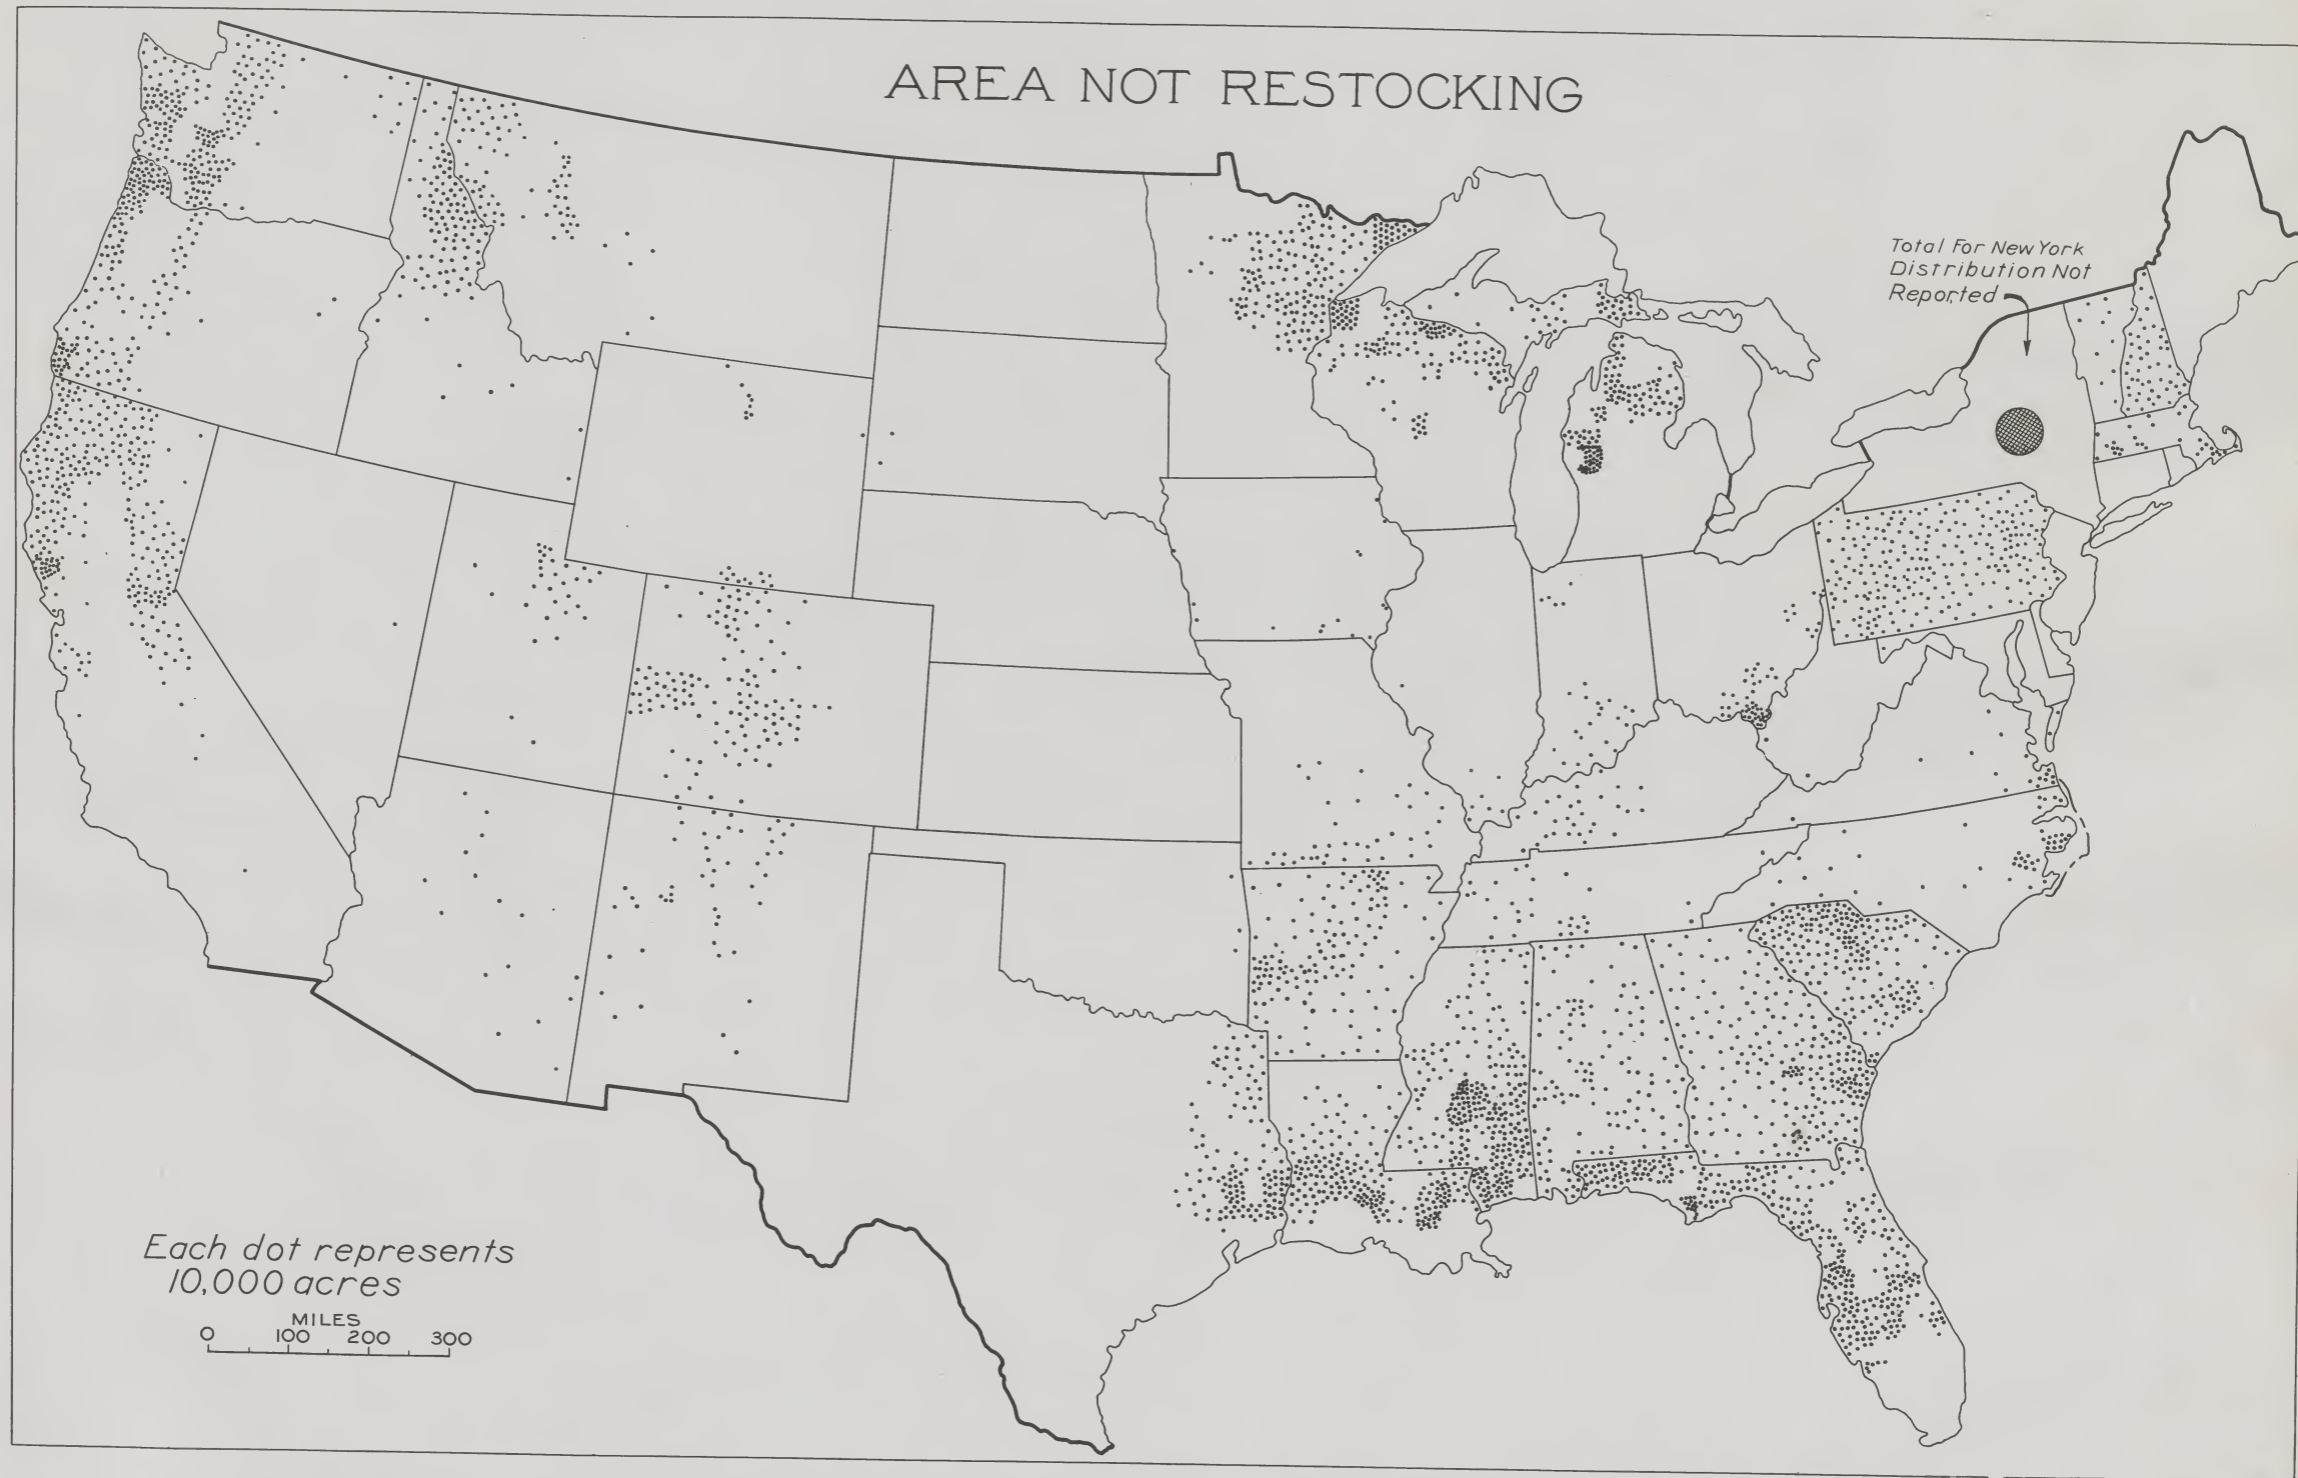 AREA NOT RESTOCKING
Total For New York
Distribution Not
Reported
Each dot represents
10,000 acres
MILES
0 100 200 300